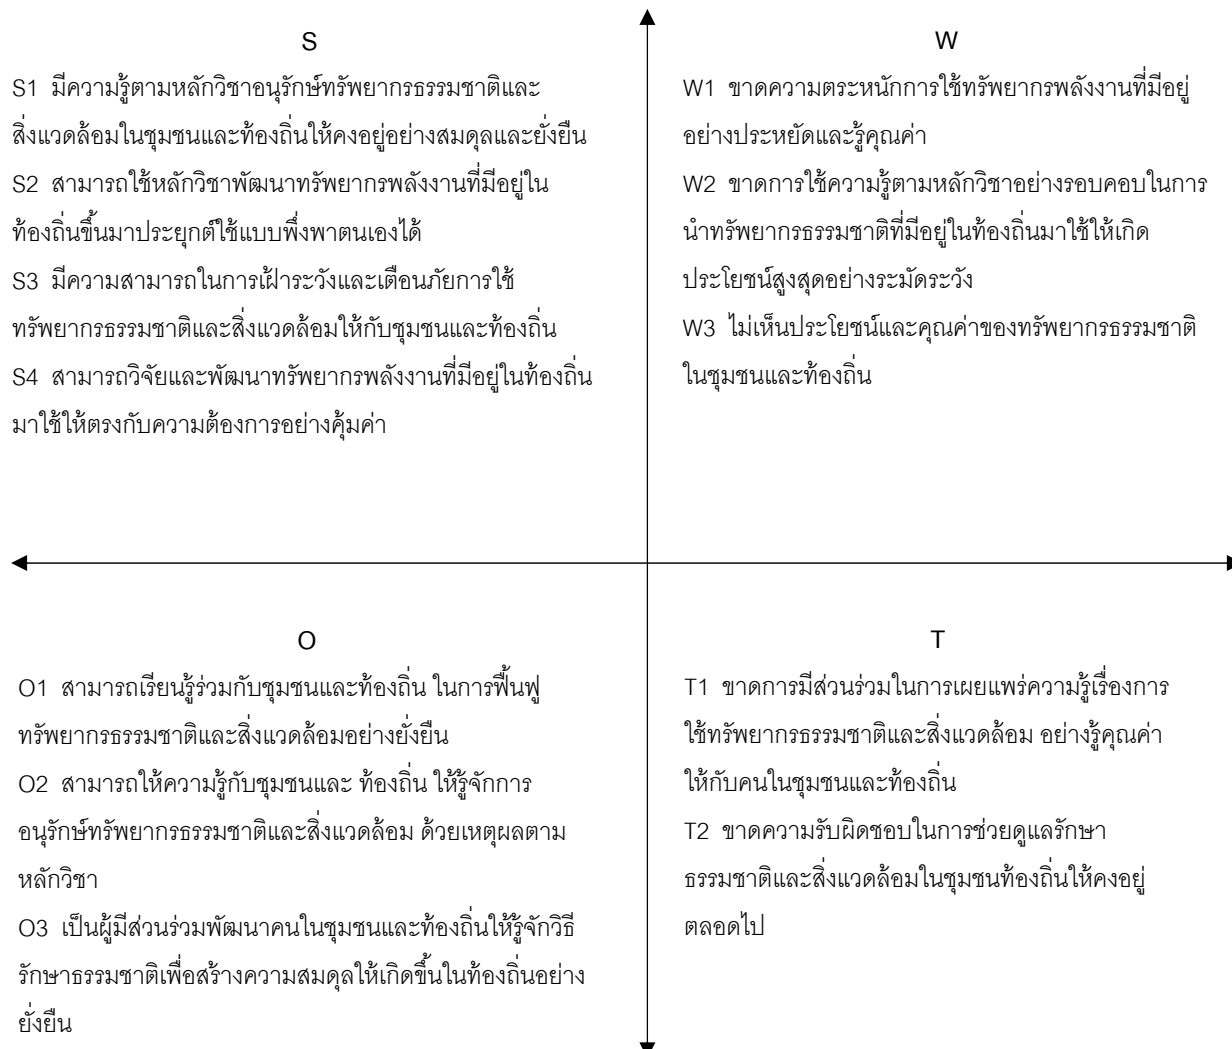 S
S1 มีความรู้ตามหลักวิชาอนุรักษ์ทรัพยากรธรรมชาติและ
สิ่งแวดล้อมในชุมชนและท้องถิ่นให้คงอยู่อย่างสมดุลและยั่งยืน
S2 สามารถใช้หลักวิชาพัฒนาทรัพยากรพลังงานที่มีอยู่ใน
ท้องถิ่นขึ้นมาประยุกต์ใช้แบบพึ่งพาตนเองได้
S3 มีความสามารถในการเฝ้าระวังและเตือนภัยการใช้
ทรัพยากรธรรมชาติและสิ่งแวดล้อมให้กับชุมชนและท้องถิ่น
S4 สามารถวิจัยและพัฒนาทรัพยากรพลังงานที่มีอยู่ในท้องถิ่น
มาใช้ให้ตรงกับความต้องการอย่างคุ้มค่า
W
W1 ขาดความตระหนักการใช้ทรัพยากรพลังงานที่มีอยู่
อย่างประหยัดและรู้คุณค่า
W2 ขาดการใช้ความรู้ตามหลักวิชาอย่างรอบคอบในการ
นำทรัพยากรธรรมชาติที่มีอยู่ในท้องถิ่นมาใช้ให้เกิด
ประโยชน์สูงสุดอย่างระมัดระวัง
W3 ไม่เห็นประโยชน์และคุณค่าของทรัพยากรธรรมชาติ
ในชุมชนและท้องถิ่น
O
O1 สามารถเรียนรู้ร่วมกับชุมชนและท้องถิ่น ในการฟื้นฟู
ทรัพยากรธรรมชาติและสิ่งแวดล้อมอย่างยั่งยืน
O2 สามารถให้ความรู้กับชุมชนและ ท้องถิ่น ให้รู้จักการ
อนุรักษ์ทรัพยากรธรรมชาติและสิ่งแวดล้อม ด้วยเหตุผลตาม
หลักวิชา
O3 เป็นผู้มีส่วนร่วมพัฒนาคนในชุมชนและท้องถิ่นให้รู้จักวิธี
รักษาธรรมชาติเพื่อสร้างความสมดุลให้เกิดขึ้นในท้องถิ่นอย่าง
ยั่งยืน
T
T1 ขาดการมีส่วนร่วมในการเผยแพร่ความรู้เรื่องการ
ใช้ทรัพยากรธรรมชาติและสิ่งแวดล้อม อย่างรู้คุณค่า
ให้กับคนในชุมชนและท้องถิ่น
T2 ขาดความรับผิดชอบในการช่วยดูแลรักษา
ธรรมชาติและสิ่งแวดล้อมในชุมชนท้องถิ่นให้คงอยู่
ตลอดไป